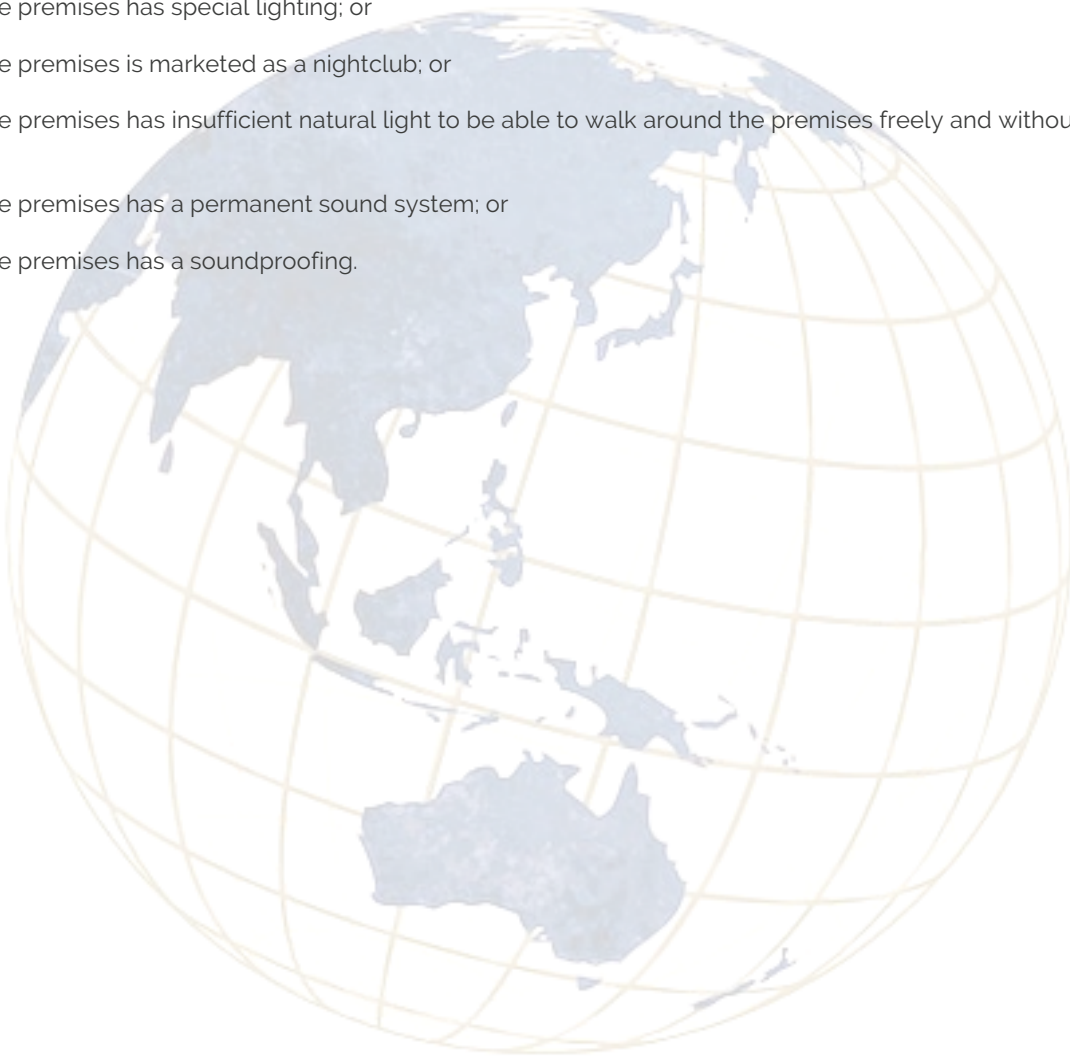 e premises has special lighting; or
e premises is marketed as a nightclub; or
e premises has insufficient natural light to be able to walk around the premises freely and withou
e premises has a permanent sound system; or
e premises has a soundproofing.